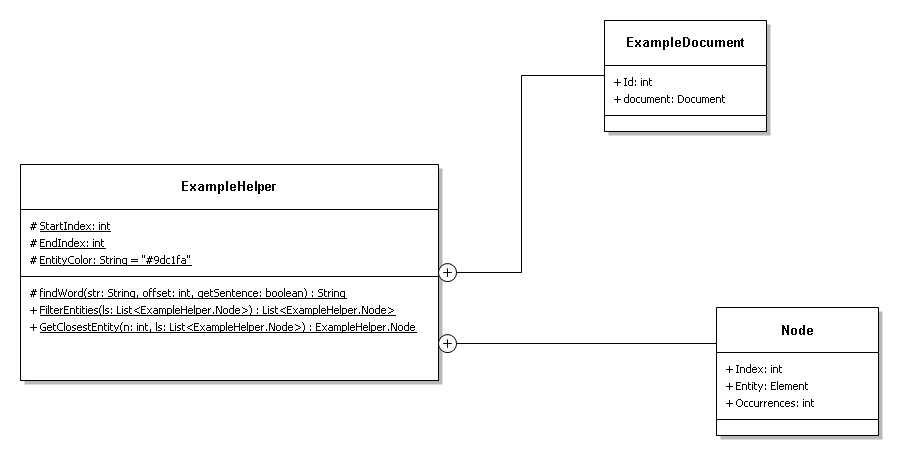 ExampleDocument
+ Id: int
+ document: Document
ExampleHelper
# StartIndex: int
# EndIndex: int
# EntityColor: String = "#9dc1fa"
# findWord(str: String, offset: int, getSentence: boolean) : String
+ FilterEntities(ls: List<ExampleHelper.Node>) : List<ExampleHelper.Node>
+ GetClosestEntity(n: int, ls: List<ExampleHelper.Node>) : ExampleHelper.Node
Node
+ Index: int
+ Entity: Element
+ Occurrences: int